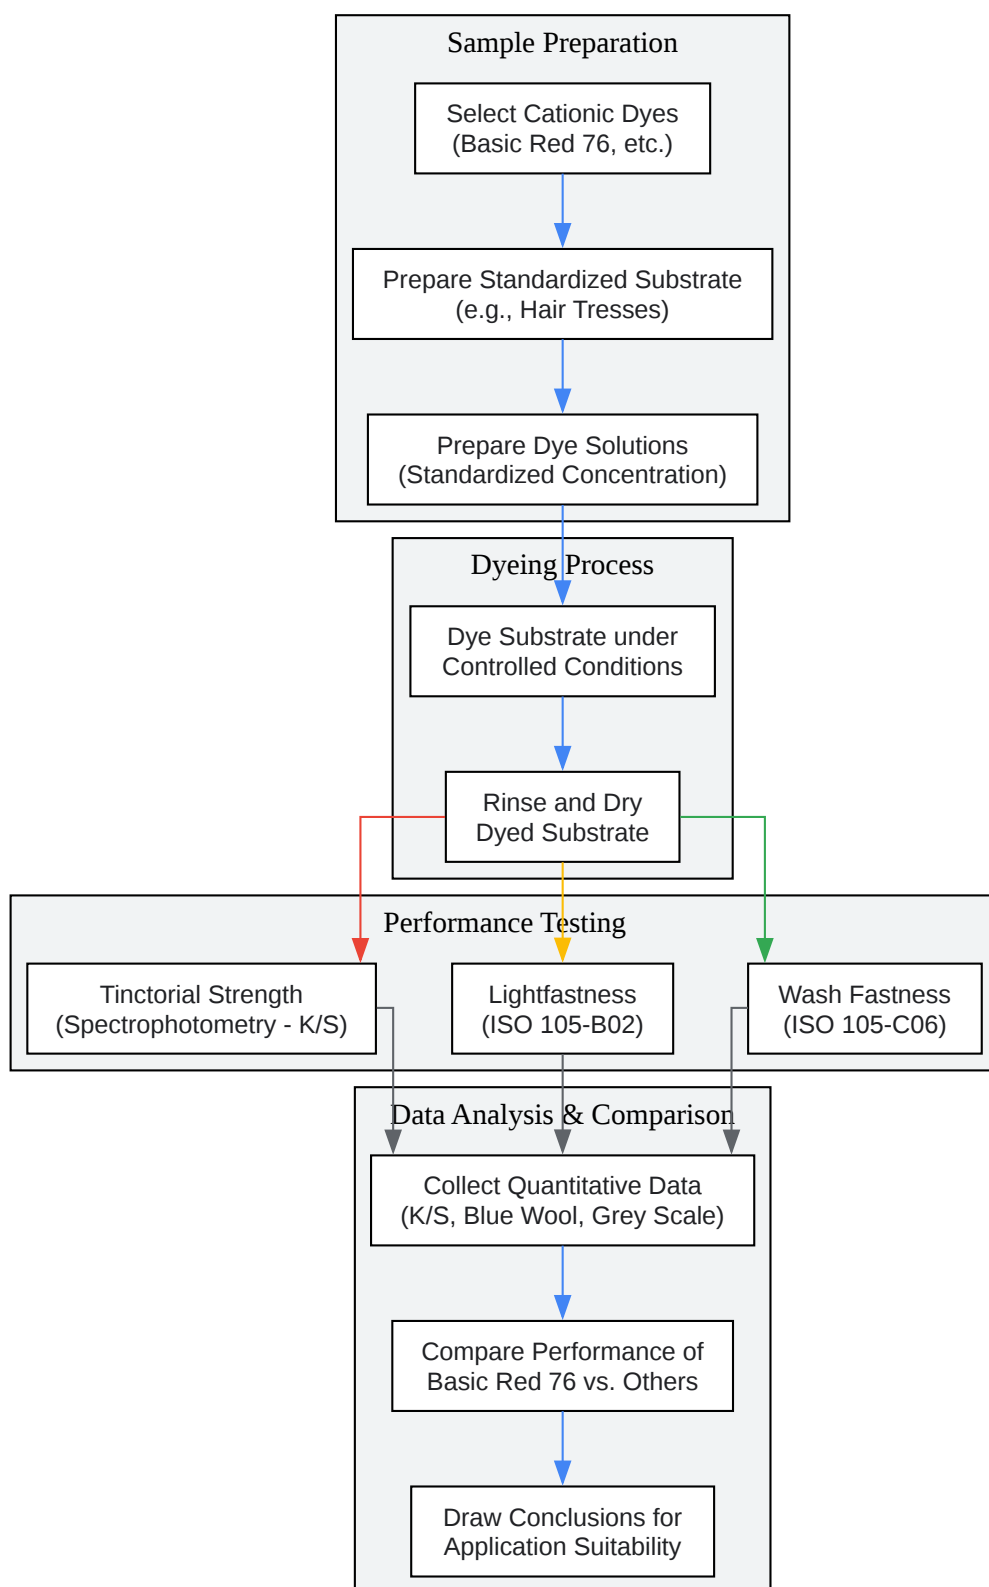 Sample Preparation
Select Cationic Dyes
(Basic Red 76, etc.)
Prepare Standardized Substrate
(e.g., Hair Tresses)
Prepare Dye Solutions
(Standardized Concentration)
Dyeing Process
Dye Substrate under
Controlled Conditions
Rinse and Dry
Dyed Substrate
Performance Testing
Tinctorial Strength
(Spectrophotometry - K/S)
Lightfastness
(ISO 105-B02)
Wash Fastness
(ISO 105-C06)
Data Analysis & Comparison
Collect Quantitative Data
(K/S, Blue Wool, Grey Scale)
Compare Performance of
Basic Red 76 vs. Others
Draw Conclusions for
Application Suitability